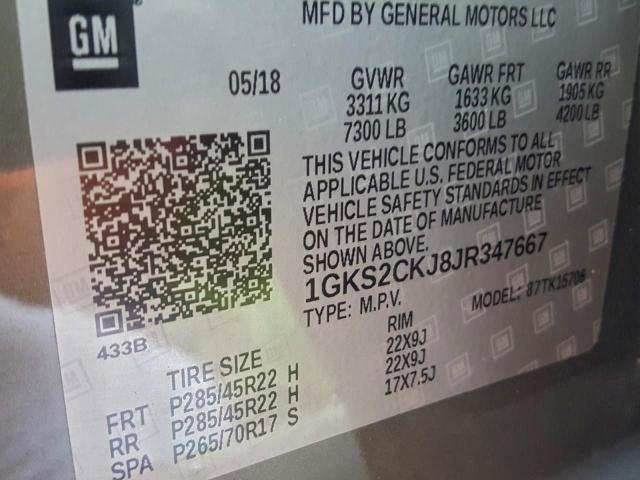 GM
MFD BY GENERAL MOTORS LLC
05/18 GVWR GAWR FRT GAWR RR
3311 KG 1633 KG 1905 KG
7300 LB 3600 LB 4200 LB
THIS VEHICLE CONFORMS TO ALL
APPLICABLE U.S. FEDERAL MOTOR
VEHICLE SAFETY STANDARDS IN EFFECT
ON THE DATE OF MANUFACTURE
SHOWN ABOVE.
1GKS2CKJ8JR347667
TYPE: M.P.V. MODEL: 87TK15706
433B
TIRE SIZE RIM
FRT P285/45R22 H 22X9J
RR P285/45R22 H 22X9J
SPA P265/70R17 S 17X7.5J